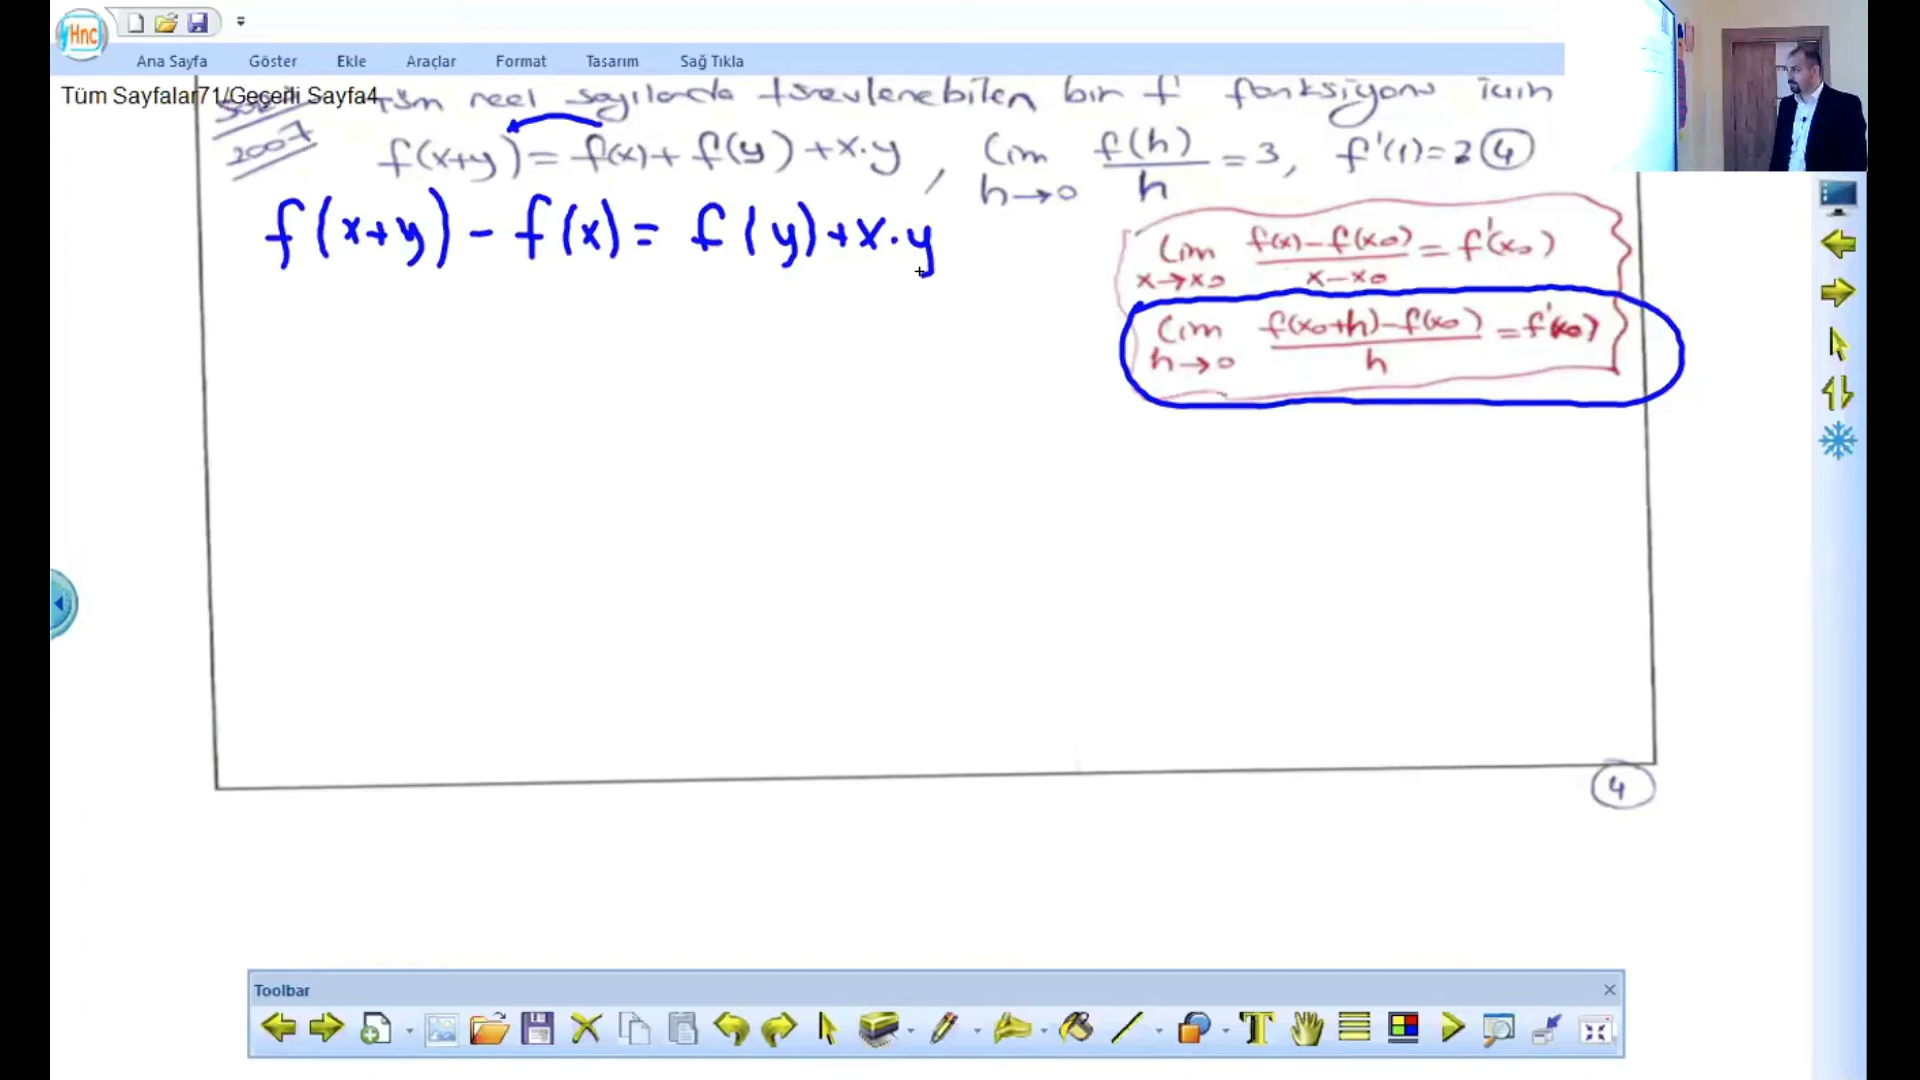 Hnc
Ana Sayfa Göster Ekle Araçlar Format Tasarım Sağ Tıkla
Tüm Sayfalar71/Geçerli Sayfa4
Tüm reel sayılarda türevlenebilen bir f fonksiyonu için
2007
f(x+y) = f(x) + f(y) + x.y , lim h→0 f(h)/h = 3, f'(1)=? 4
f(x+y) - f(x) = f(y) + x.y
lim x→x0 f(x)-f(x0)/x-x0 = f'(x0)
lim h→0 f(x0+h)-f(x0)/h = f'(x0)
4
Toolbar